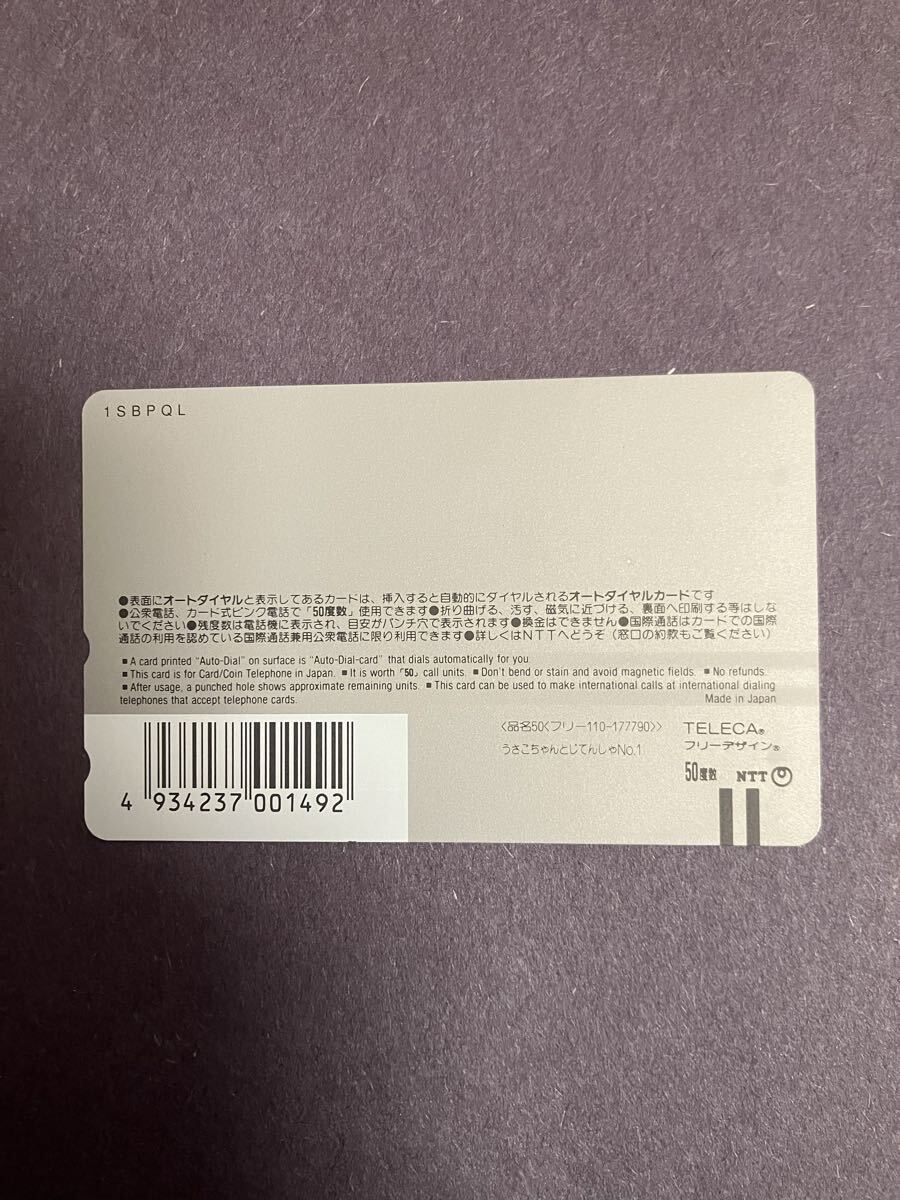 1SBPQL
●表面にオートダイヤルと表示してあるカードは、挿入すると自動的にダイヤルされるオートダイヤルカードです
●公衆電話、カード式ピンク電話で「50度数」使用できます●折り曲げる、汚す、磁気に近づける、裏面へ印刷する等はしな
いでください●残度数は電話機に表示され、目安がパンチ穴で表示されます●換金はできません●国際通話はカードでの国際
通話の利用を認めている国際通話兼用公衆電話に限り利用できます●詳しくはNTTへどうぞ（窓口の約款もご覧ください）
■ A card printed "Auto-Dial" on surface is "Auto-Dial-card" that dials automatically for you.
■ This card is for Card/Coin Telephone in Japan. ■ It is worth「50」call units. ■ Don't bend or stain and avoid magnetic fields. ■ No refunds.
■ After usage, a punched hole shows approximate remaining units. ■ This card can be used to make international calls at international dialing
telephones that accept telephone cards. Made in Japan
〈品名50〈フリー110-177790〉〉 TELECA®
うさこちゃんとじてんしゃNo.1 フリーデザイン®
50度数 NTT
4 934237 001492